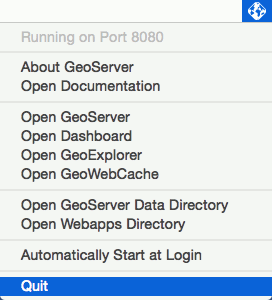 Running on Port 8080
About GeoServer
Open Documentation
Open GeoServer
Open Dashboard
Open GeoExplorer
Open GeoWebCache
Open GeoServer Data Directory
Open Webapps Directory
Automatically Start at Login
Quit